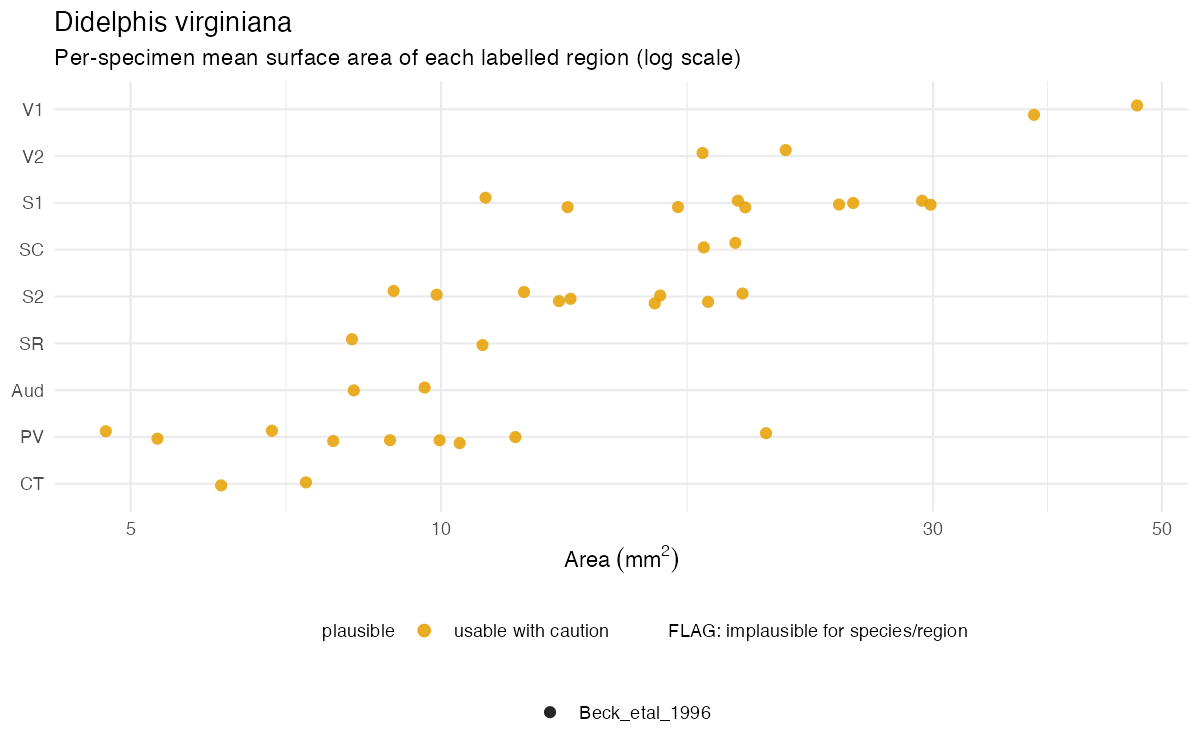 Didelphis virginiana
Per-specimen mean surface area of each labelled region (log scale)
V1
V2
S1
SC
S2
SR
Aud
PV
CT
5 10 30 50
Area (mm²)
plausible usable with caution FLAG: implausible for species/region
Beck_etal_1996